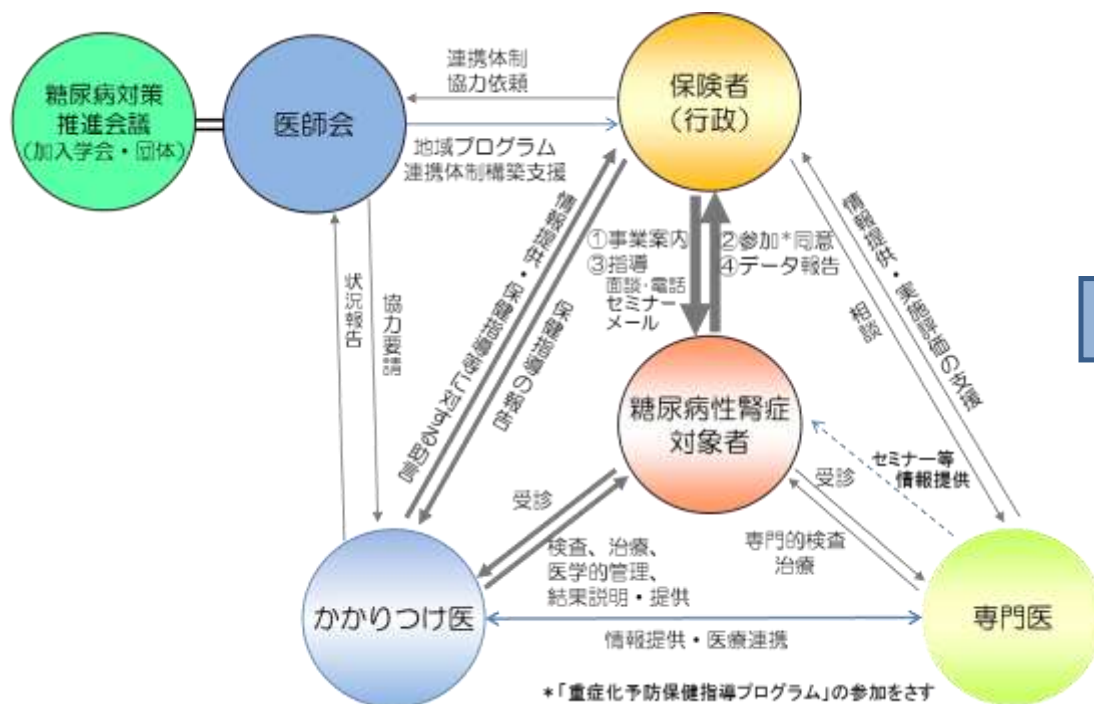 糖尿病対策
推進会議
(加入学会・団体)
医師会
連携体制
協力依頼
地域プログラム
連携体制構築支援
保険者
(行政)
①事業案内
③指導
面談・電話
セミナー
メール
②参加*同意
④データ報告
情報提供・保健指導等に対する助言
保健指導の報告
情報提供・実施評価の支援
相談
状況報告
協力要請
糖尿病性腎症
対象者
セミナー等
情報提供
受診
受診
検査、治療、
医学的管理、
結果説明・提供
専門的検査
治療
かかりつけ医
情報提供・医療連携
専門医
*「重症化予防保健指導プログラム」の参加をさす